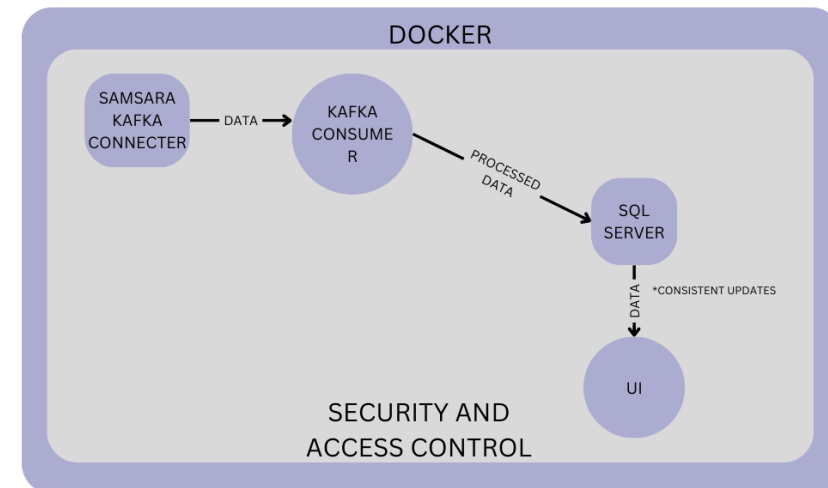 DOCKER
SAMSARA
KAFKA
CONNECTER
DATA
KAFKA
CONSUME
R
PROCESSED
DATA
SQL
SERVER
DATA
*CONSISTENT UPDATES
UI
SECURITY AND
ACCESS CONTROL